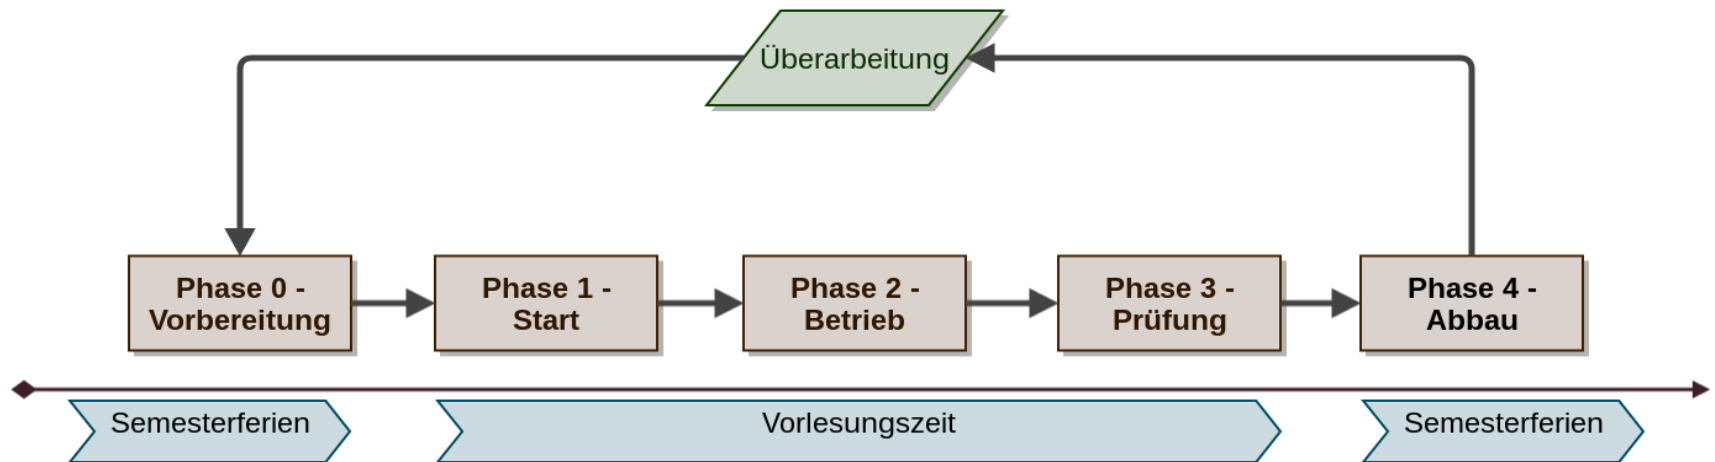 Überarbeitung
Phase 0 -
Vorbereitung
Phase 1 -
Start
Phase 2 -
Betrieb
Phase 3 -
Prüfung
Phase 4 -
Abbau
Semesterferien
Vorlesungszeit
Semesterferien